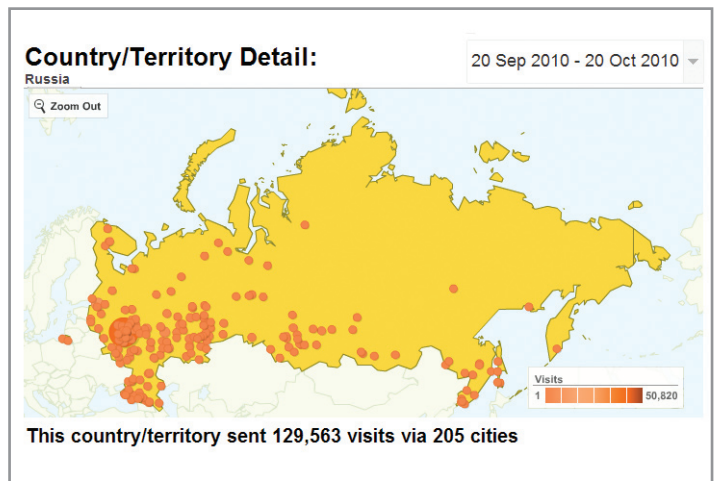 Country/Territory Detail:
20 Sep 2010 - 20 Oct 2010
Russia
Zoom Out
Visits
1 50,820
This country/territory sent 129,563 visits via 205 cities